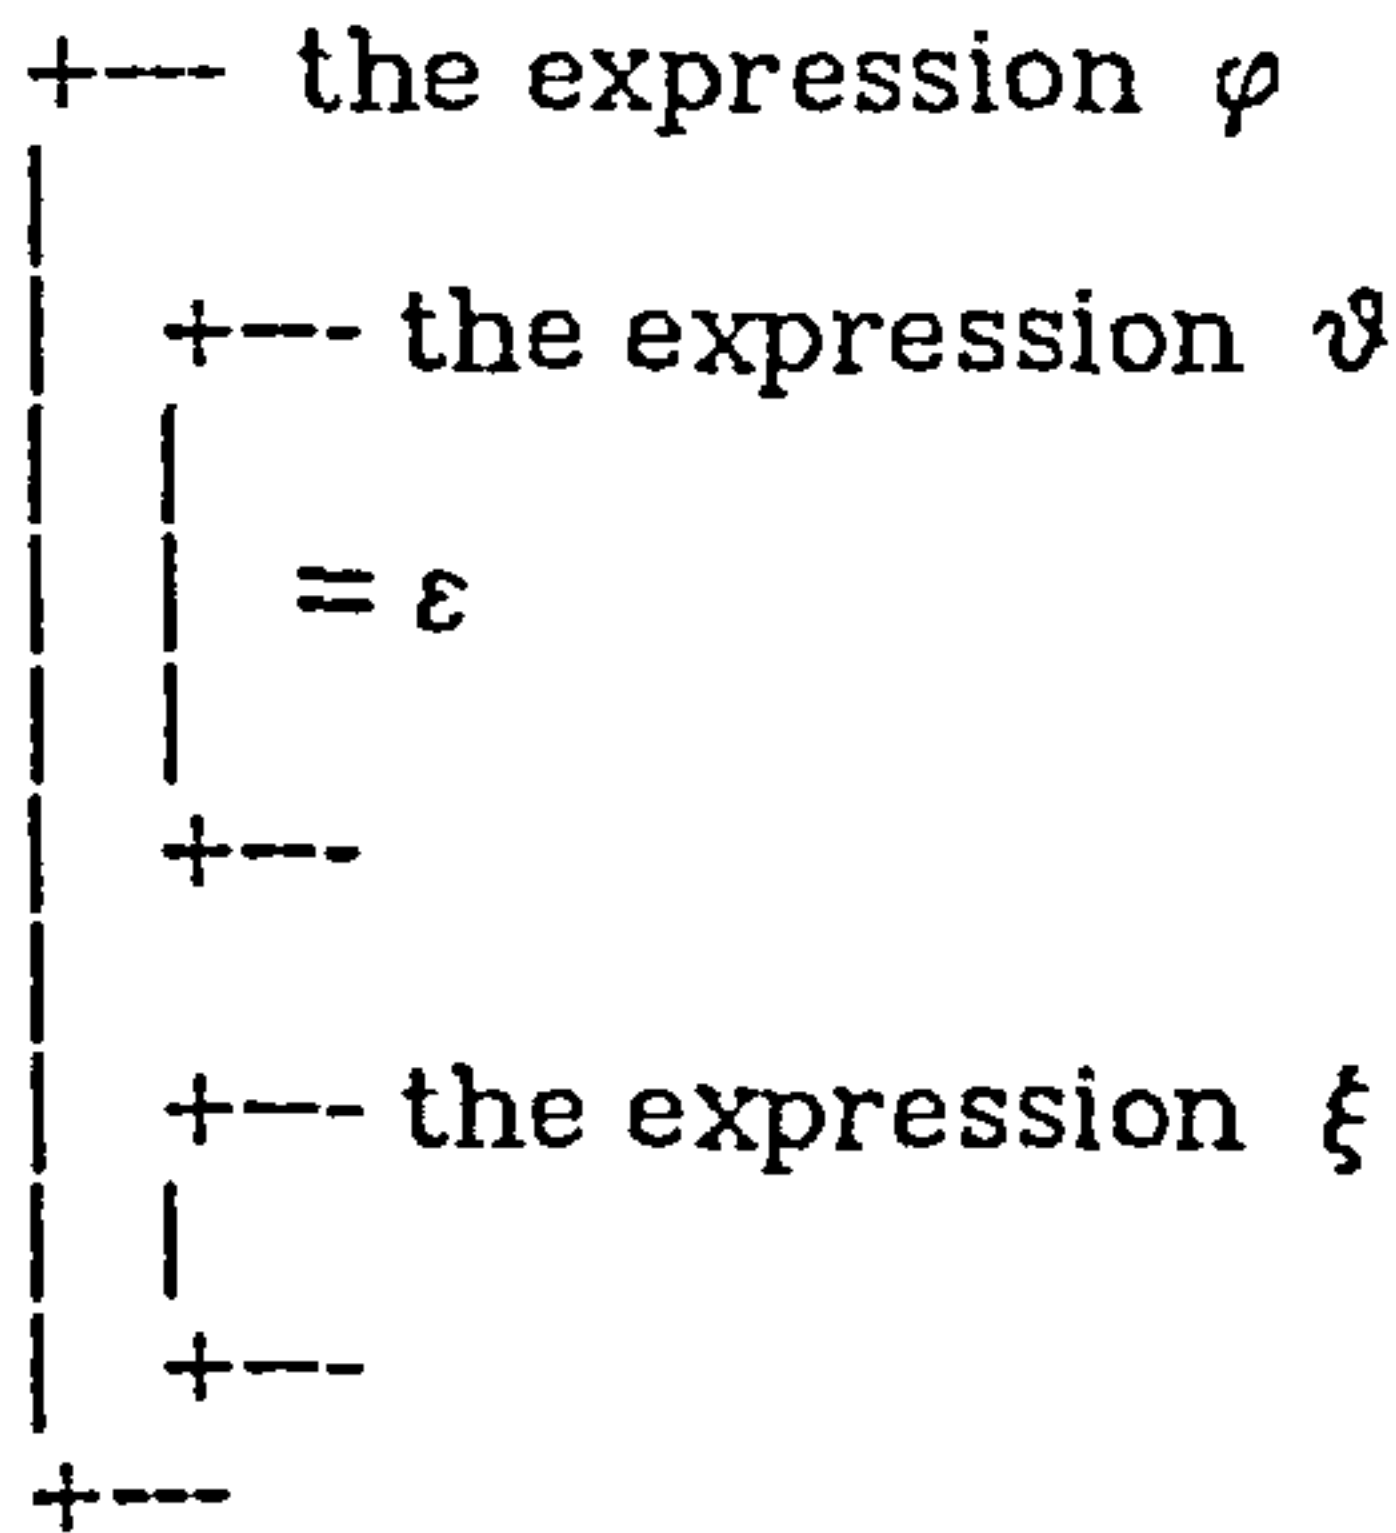 +--- the expression φ
|
| +--- the expression ϑ
| |
| | = ε
| |
| +---
|
| +--- the expression ξ
| |
| +---
+---